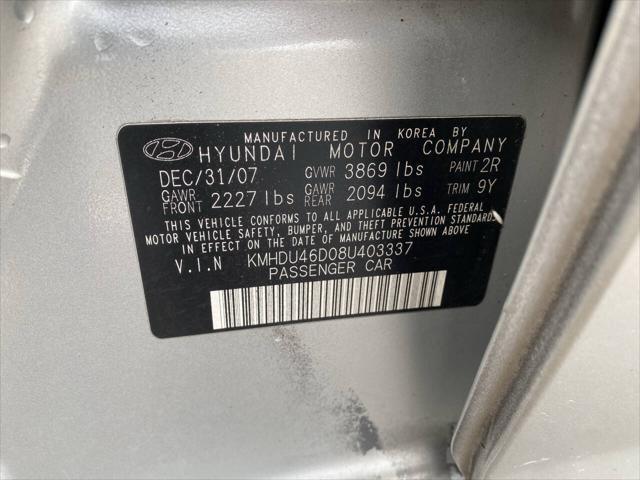 MANUFACTURED IN KOREA BY
HYUNDAI MOTOR COMPANY
DEC/31/07 GVWR 3869 lbs PAINT 2R
GAWR FRONT 2227 lbs GAWR REAR 2094 lbs TRIM 9Y
THIS VEHICLE CONFORMS TO ALL APPLICABLE U.S.A. FEDERAL
MOTOR VEHICLE SAFETY, BUMPER, AND THEFT PREVENTION STANDARDS
IN EFFECT ON THE DATE OF MANUFACTURE SHOWN ABOVE
V.I.N KMHDU46D08U403337
PASSENGER CAR